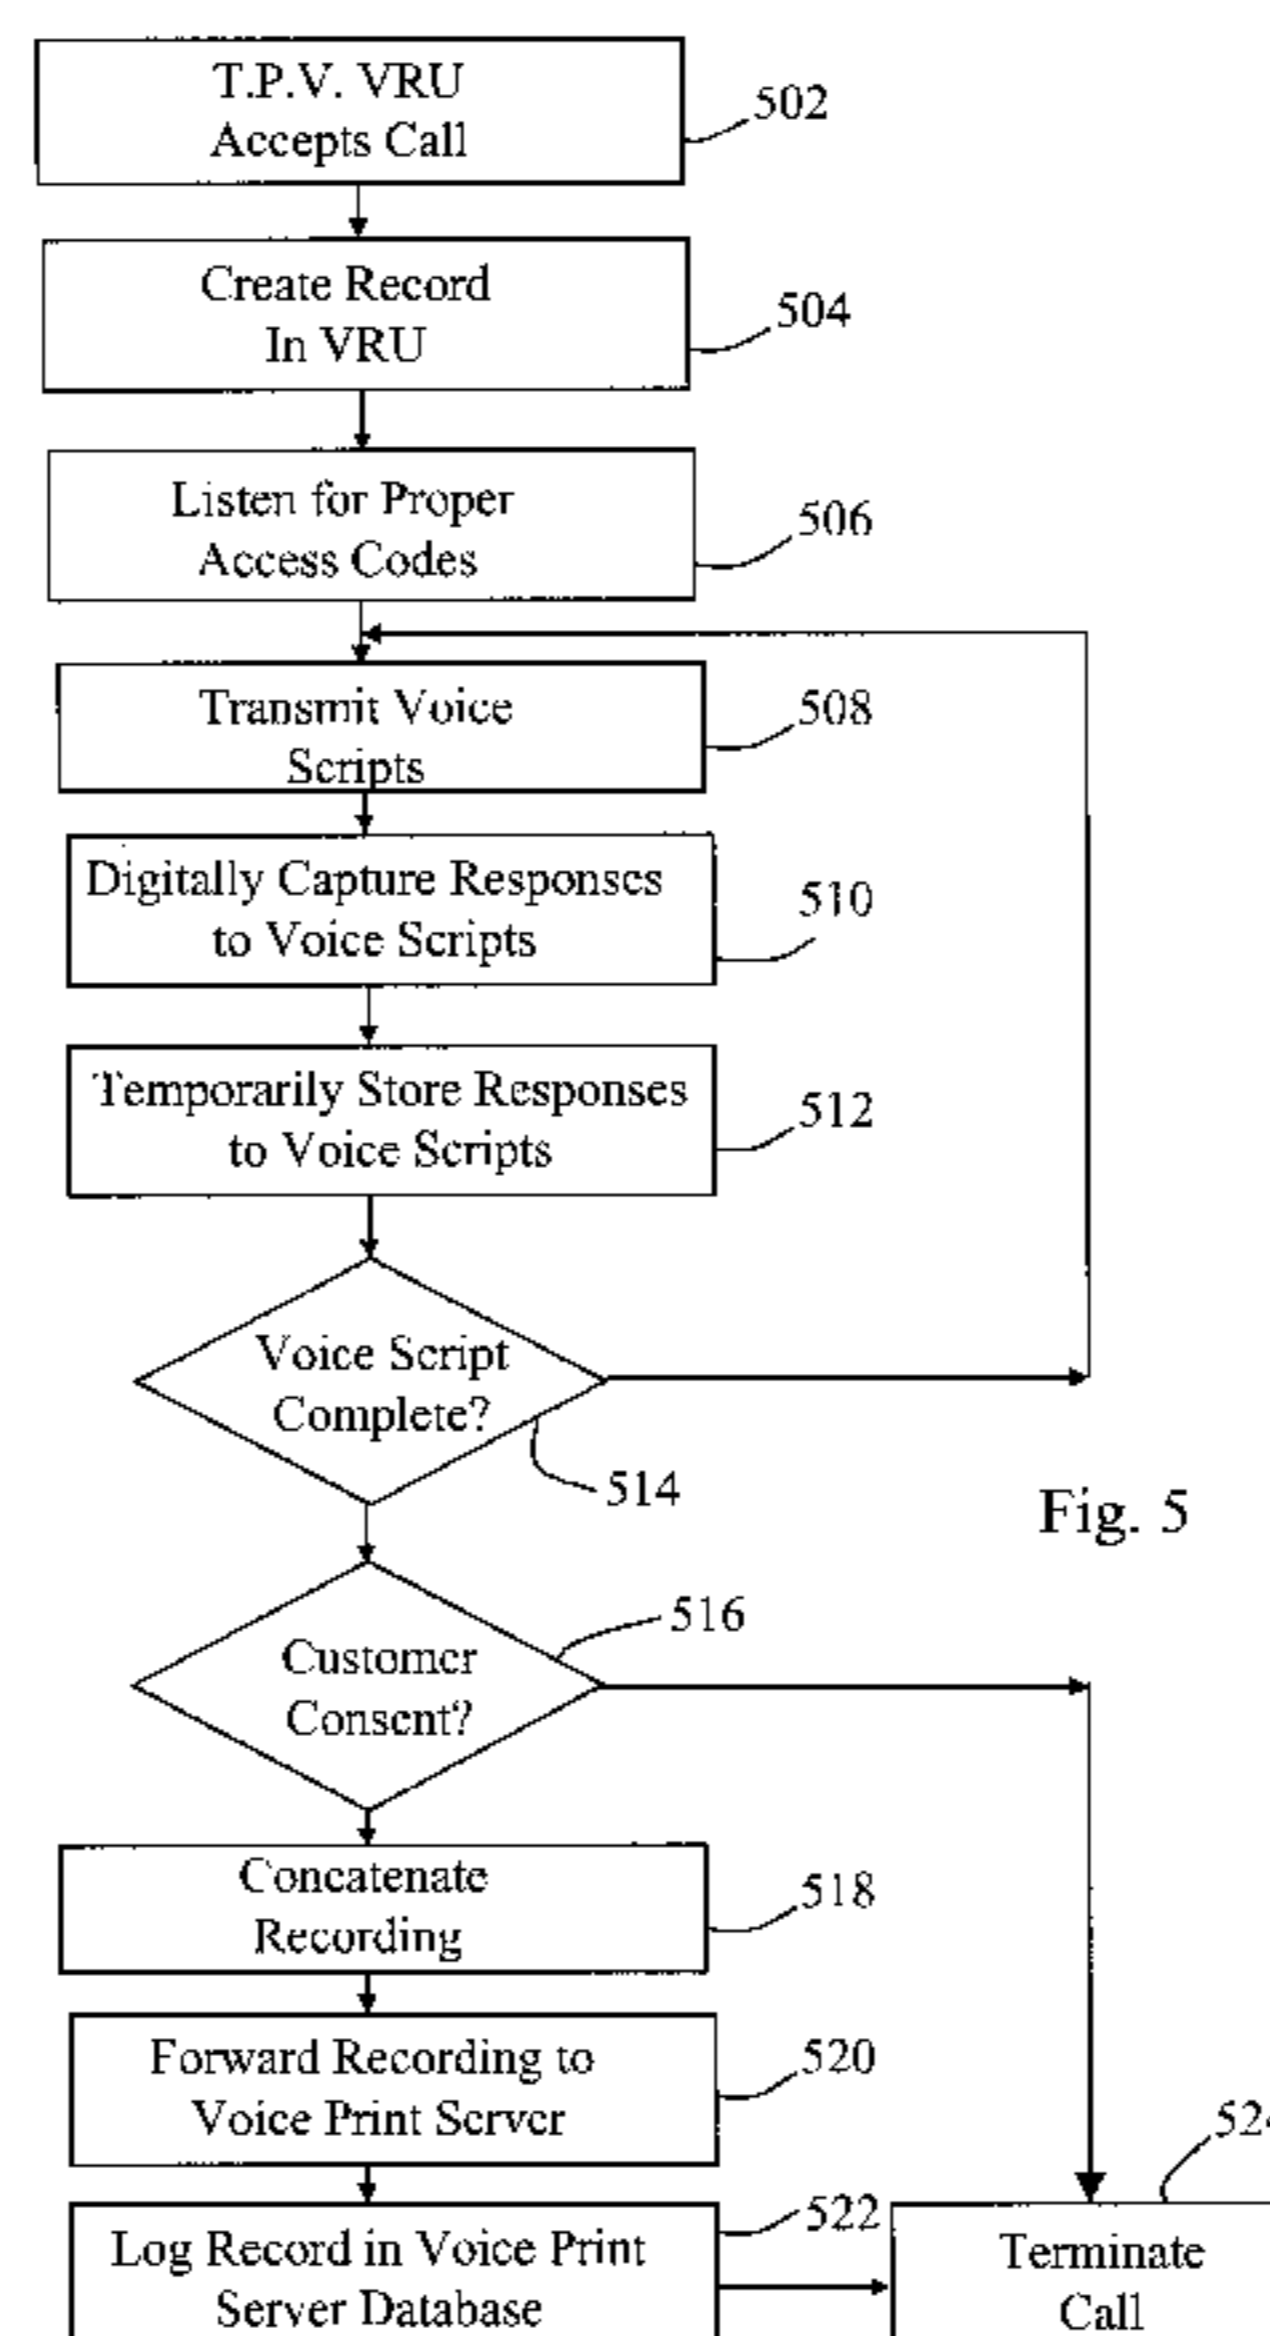 T.P.V. VRU
Accepts Call
502
Create Record
In VRU
504
Listen for Proper
Access Codes
506
Transmit Voice
Scripts
508
Digitally Capture Responses
to Voice Scripts
510
Temporarily Store Responses
to Voice Scripts
512
Voice Script
Complete?
514
Fig. 5
Customer
Consent?
516
Concatenate
Recording
518
Forward Recording to
Voice Print Server
520
Log Record in Voice Print
Server Database
522
524
Terminate
Call